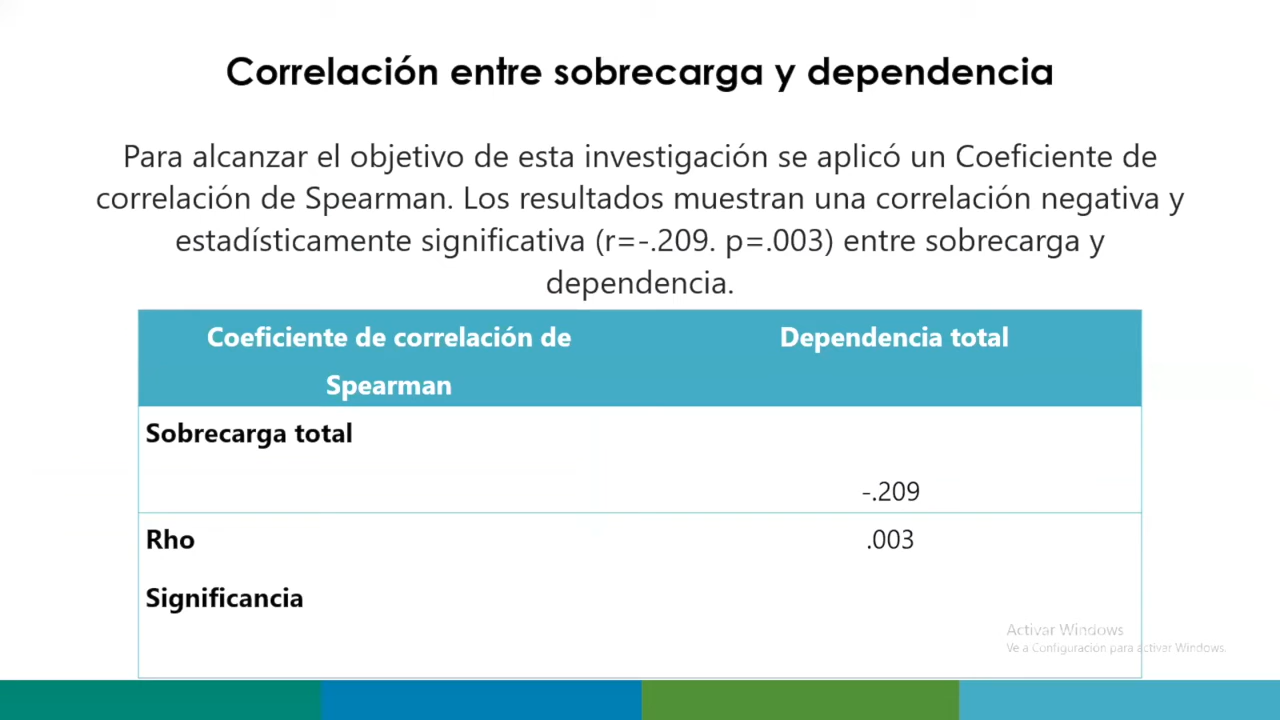 Correlación entre sobrecarga y dependencia
Para alcanzar el objetivo de esta investigación se aplicó un Coeficiente de
correlación de Spearman. Los resultados muestran una correlación negativa y
estadísticamente significativa (r=-.209. p=.003) entre sobrecarga y
dependencia.
Coeficiente de correlación de
Spearman
Dependencia total
Sobrecarga total
-.209
Rho
.003
Significancia
Activar Windows
Ve a Configuración para activar Windows.